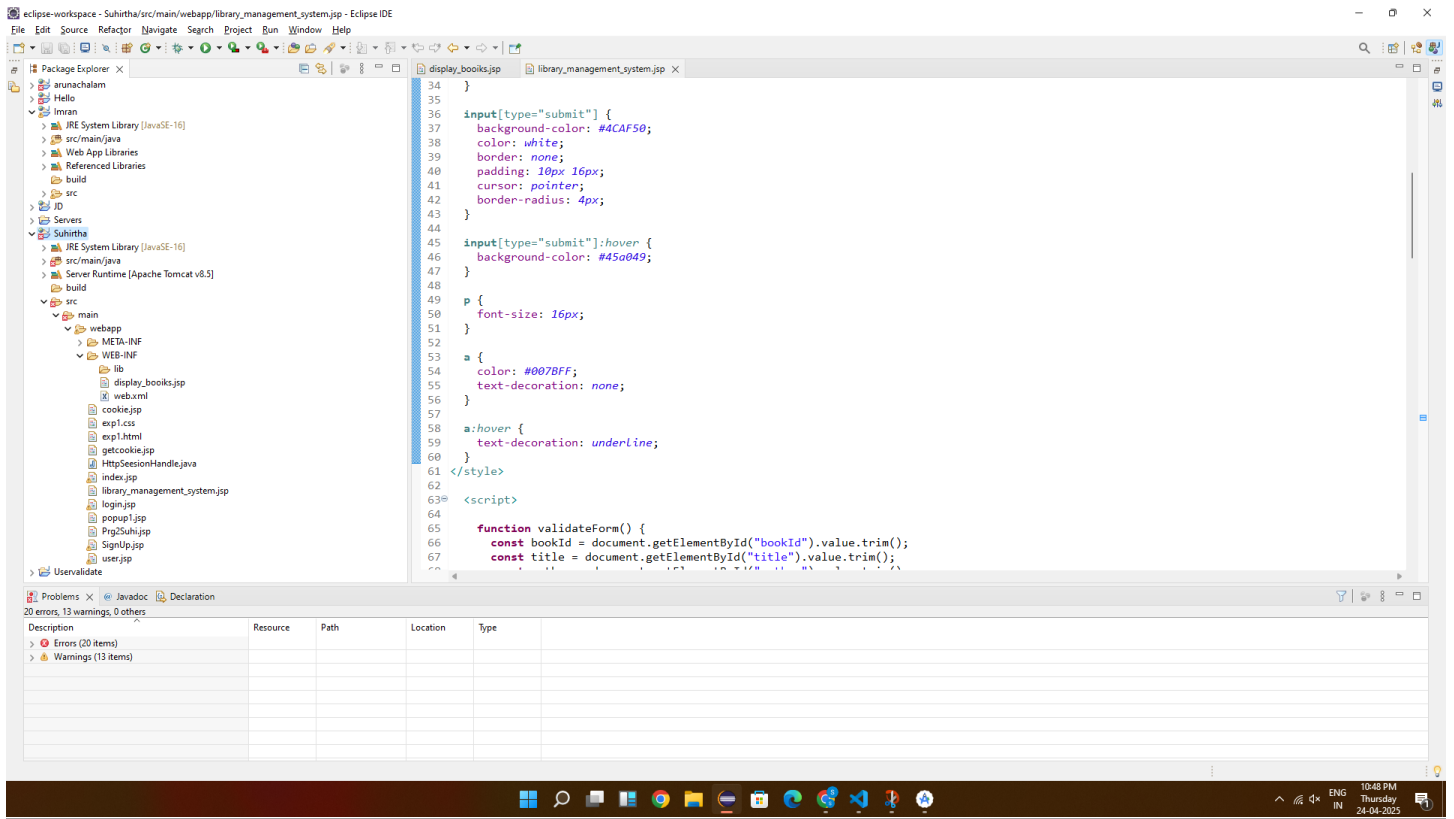 eclipse-workspace - Suhirtha/src/main/webapp/library_management_system.jsp - Eclipse IDE
File Edit Source Refactor Navigate Search Project Run Window Help
Package Explorer
arunachalam
Hello
Imran
JRE System Library [JavaSE-16]
src/main/java
Web App Libraries
Referenced Libraries
build
src
JD
Servers
Suhirtha
JRE System Library [JavaSE-16]
src/main/java
Server Runtime [Apache Tomcat v8.5]
build
src
main
webapp
META-INF
WEB-INF
lib
display_booiks.jsp
web.xml
cookie.jsp
exp1.css
exp1.html
getcookie.jsp
HttpSeesionHandle.java
index.jsp
library_management_system.jsp
login.jsp
popup1.jsp
Prg2Suhi.jsp
SignUp.jsp
user.jsp
Uservalidate
display_booiks.jsp library_management_system.jsp
34 }
35
36 input[type="submit"] {
37 background-color: #4CAF50;
38 color: white;
39 border: none;
40 padding: 10px 16px;
41 cursor: pointer;
42 border-radius: 4px;
43 }
44
45 input[type="submit"]:hover {
46 background-color: #45a049;
47 }
48
49 p {
50 font-size: 16px;
51 }
52
53 a {
54 color: #007BFF;
55 text-decoration: none;
56 }
57
58 a:hover {
59 text-decoration: underline;
60 }
61 </style>
62
63 <script>
64
65 function validateForm() {
66 const bookId = document.getElementById("bookId").value.trim();
67 const title = document.getElementById("title").value.trim();
Problems Javadoc Declaration
20 errors, 13 warnings, 0 others
Description Resource Path Location Type
Errors (20 items)
Warnings (13 items)
ENG
IN
10:48 PM
Thursday
24-04-2025
1